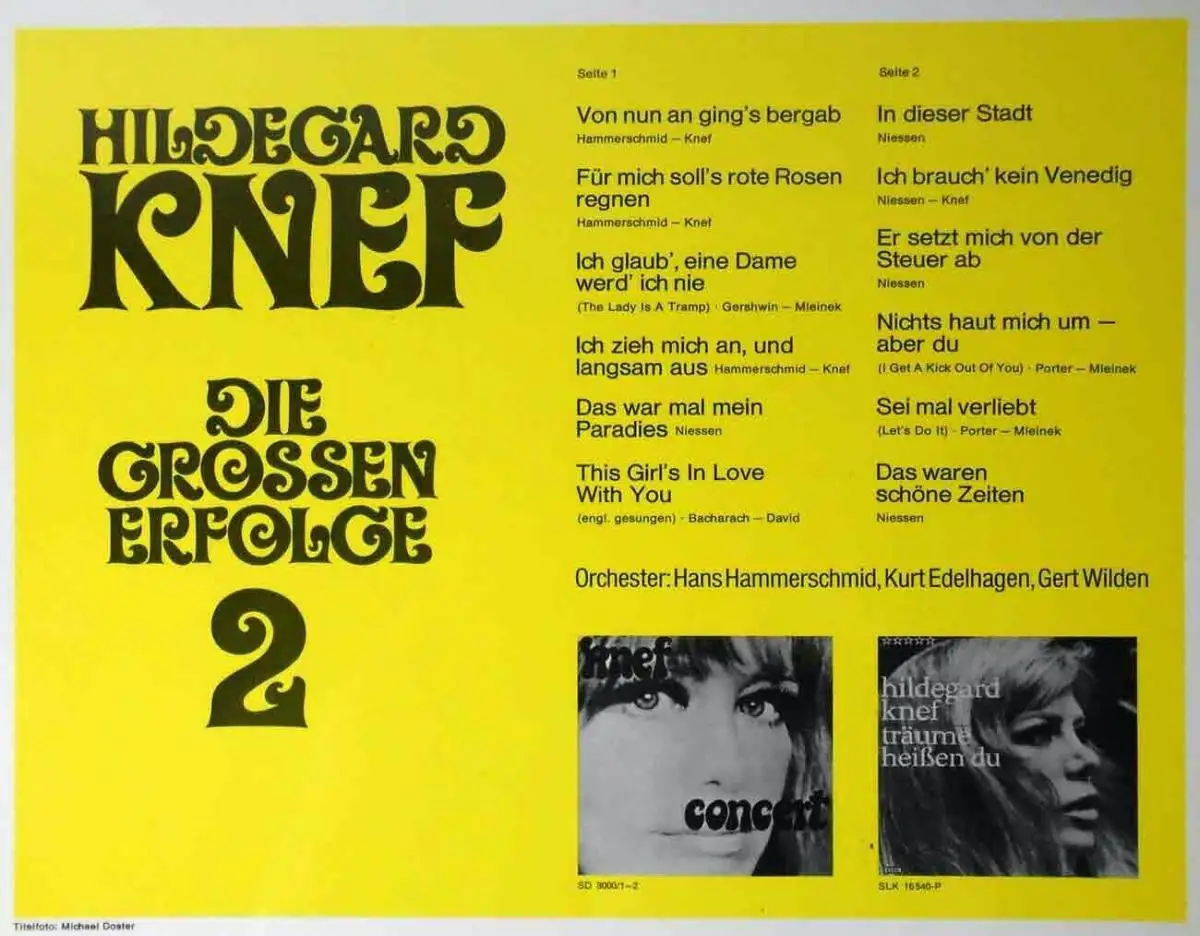 HILDEGARD
KNEF
DIE
GROSSEN
ERFOLGE
2
Seite 1
Von nun an ging's bergab
Hammerschmid – Knef
Für mich soll's rote Rosen
regnen
Hammerschmid – Knef
Ich glaub', eine Dame
werd' ich nie
(The Lady Is A Tramp) · Gershwin – Mleinek
Ich zieh mich an, und
langsam aus Hammerschmid – Knef
Das war mal mein
Paradies Niessen
This Girl's In Love
With You
(engl. gesungen) · Bacharach – David
Seite 2
In dieser Stadt
Niessen
Ich brauch' kein Venedig
Niessen – Knef
Er setzt mich von der
Steuer ab
Niessen
Nichts haut mich um –
aber du
(I Get A Kick Out Of You) · Porter – Mleinek
Sei mal verliebt
(Let's Do It) · Porter – Mleinek
Das waren
schöne Zeiten
Niessen
Orchester: Hans Hammerschmid, Kurt Edelhagen, Gert Wilden
knef
concert
SD 3000/1–2
hildegard
knef
träume
heißen du
SLK 16540-P
Titelfoto: Michael Doster